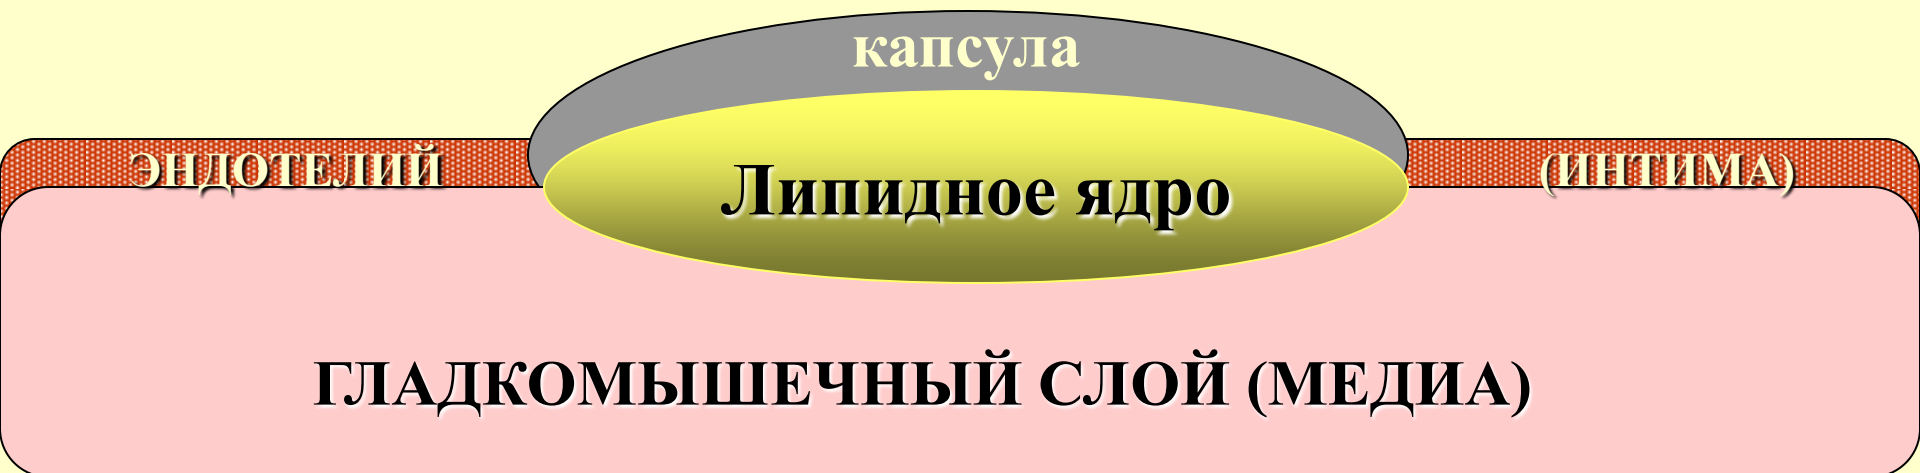 капсула
ЭНДОТЕЛИЙ (ИНТИМА)
Липидное ядро
ГЛАДКОМЫШЕЧНЫЙ СЛОЙ (МЕДИА)